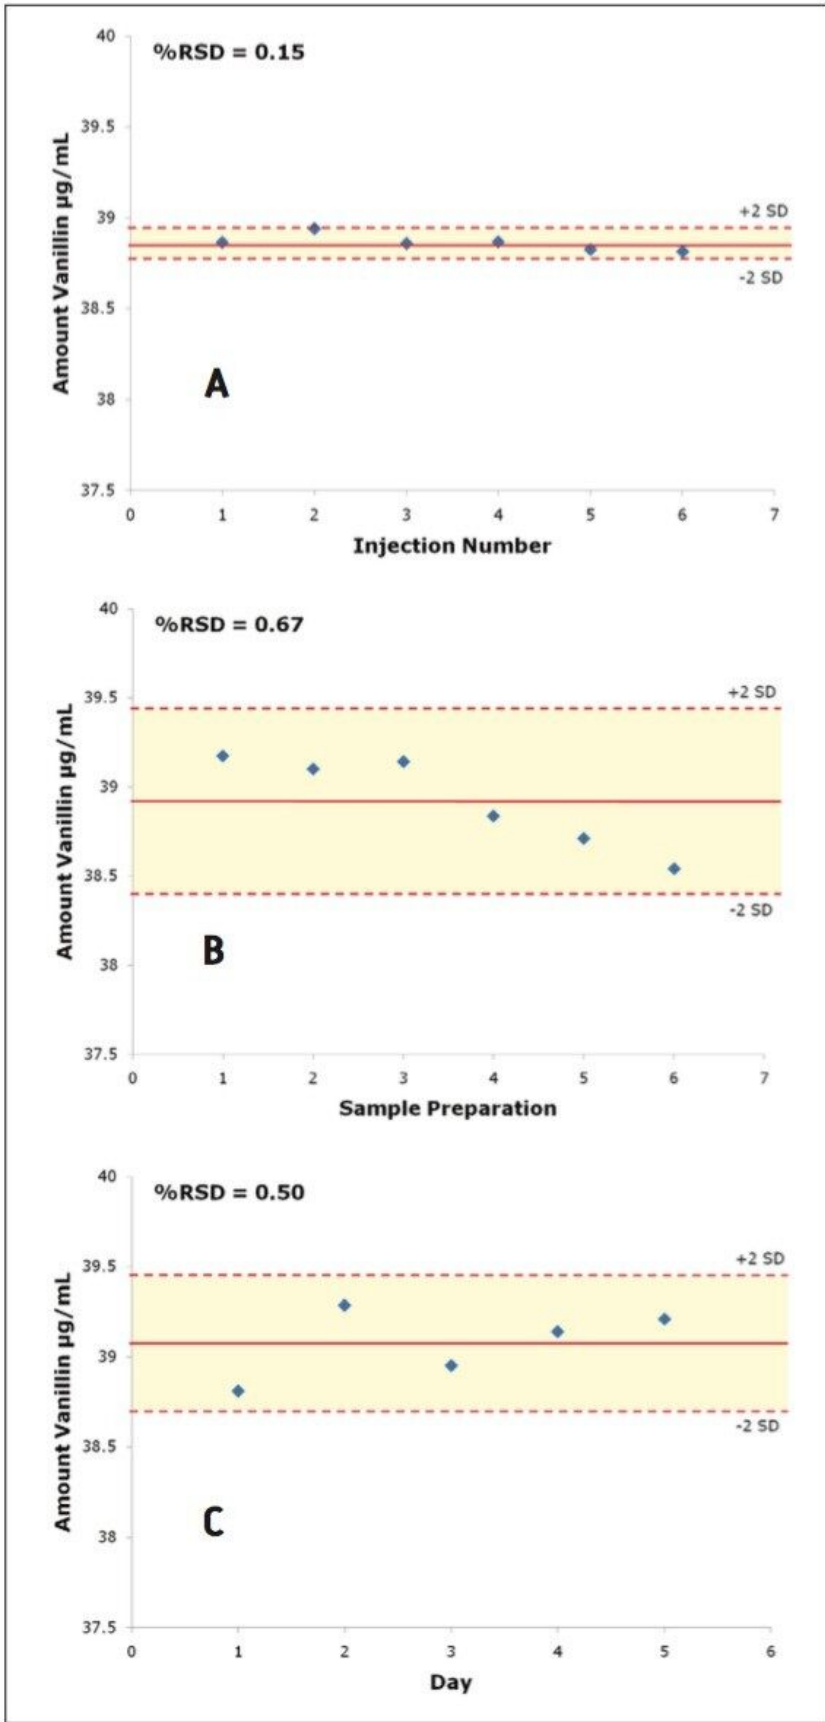 40
%RSD = 0.15
39.5
39
38.5
38
37.5
Amount Vanillin µg/mL
+2 SD
-2 SD
A
0 1 2 3 4 5 6 7
Injection Number
40
%RSD = 0.67
39.5
39
38.5
38
37.5
Amount Vanillin µg/mL
+2 SD
-2 SD
B
0 1 2 3 4 5 6 7
Sample Preparation
40
%RSD = 0.50
39.5
39
38.5
38
37.5
Amount Vanillin µg/mL
+2 SD
-2 SD
C
0 1 2 3 4 5 6
Day